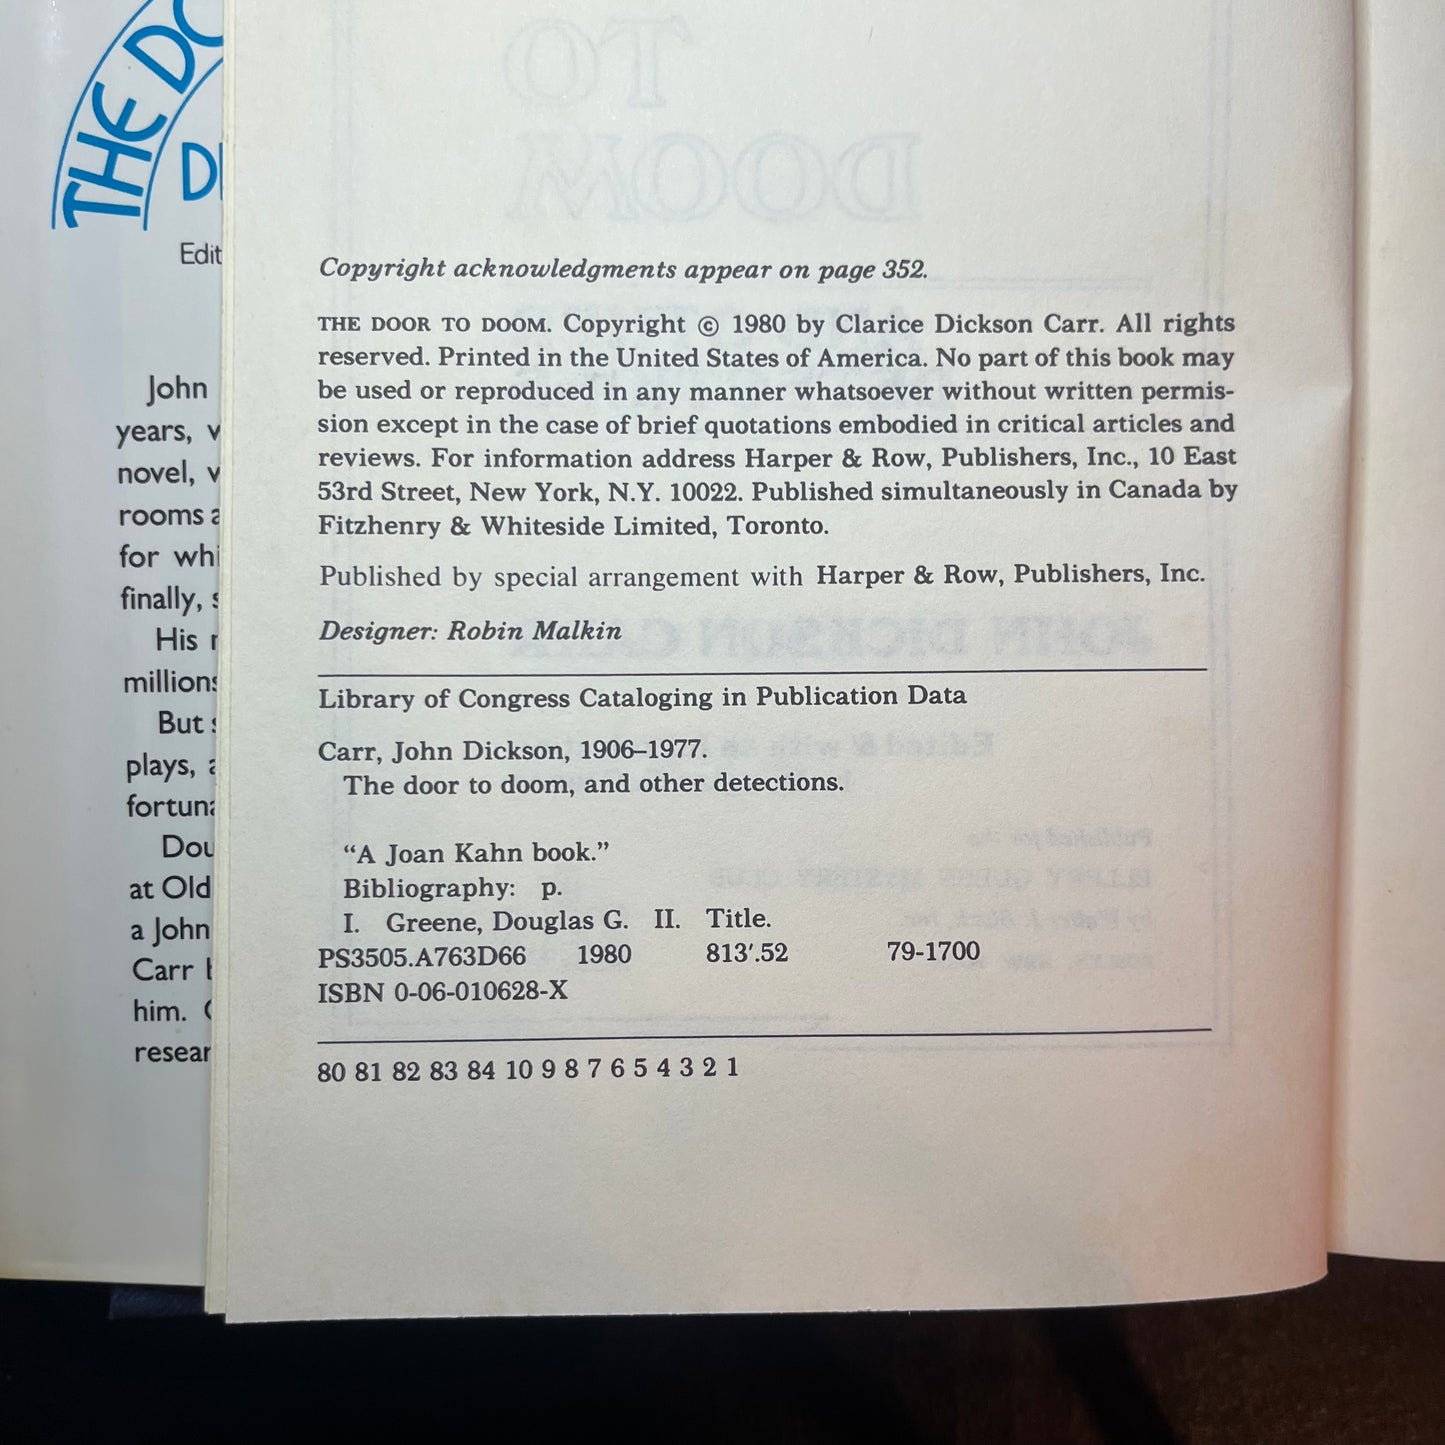 THE DO
D
Edit
John
years, v
novel, v
rooms a
for whi
finally, s
His r
millions
But s
plays, a
fortuna
Dou
at Old
a John
Carr b
him. C
resear
TO
DOOM
JOHN DICKSON CARR
Copyright acknowledgments appear on page 352.
THE DOOR TO DOOM. Copyright © 1980 by Clarice Dickson Carr. All rights
reserved. Printed in the United States of America. No part of this book may
be used or reproduced in any manner whatsoever without written permis-
sion except in the case of brief quotations embodied in critical articles and
reviews. For information address Harper & Row, Publishers, Inc., 10 East
53rd Street, New York, N.Y. 10022. Published simultaneously in Canada by
Fitzhenry & Whiteside Limited, Toronto.
Published by special arrangement with Harper & Row, Publishers, Inc.
Designer: Robin Malkin
Library of Congress Cataloging in Publication Data
Carr, John Dickson, 1906–1977.
The door to doom, and other detections.
“A Joan Kahn book.”
Bibliography: p.
I. Greene, Douglas G. II. Title.
PS3505.A763D66 1980 813′.52 79-1700
ISBN 0-06-010628-X
80 81 82 83 84 10 9 8 7 6 5 4 3 2 1